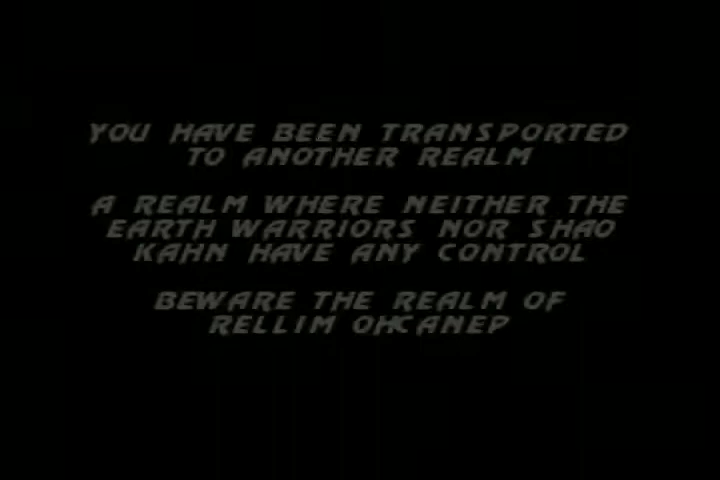 YOU HAVE BEEN TRANSPORTED
TO ANOTHER REALM
A REALM WHERE NEITHER THE
EARTH WARRIORS NOR SHAO
KAHN HAVE ANY CONTROL
BEWARE THE REALM OF
RELLIM OHCANEP